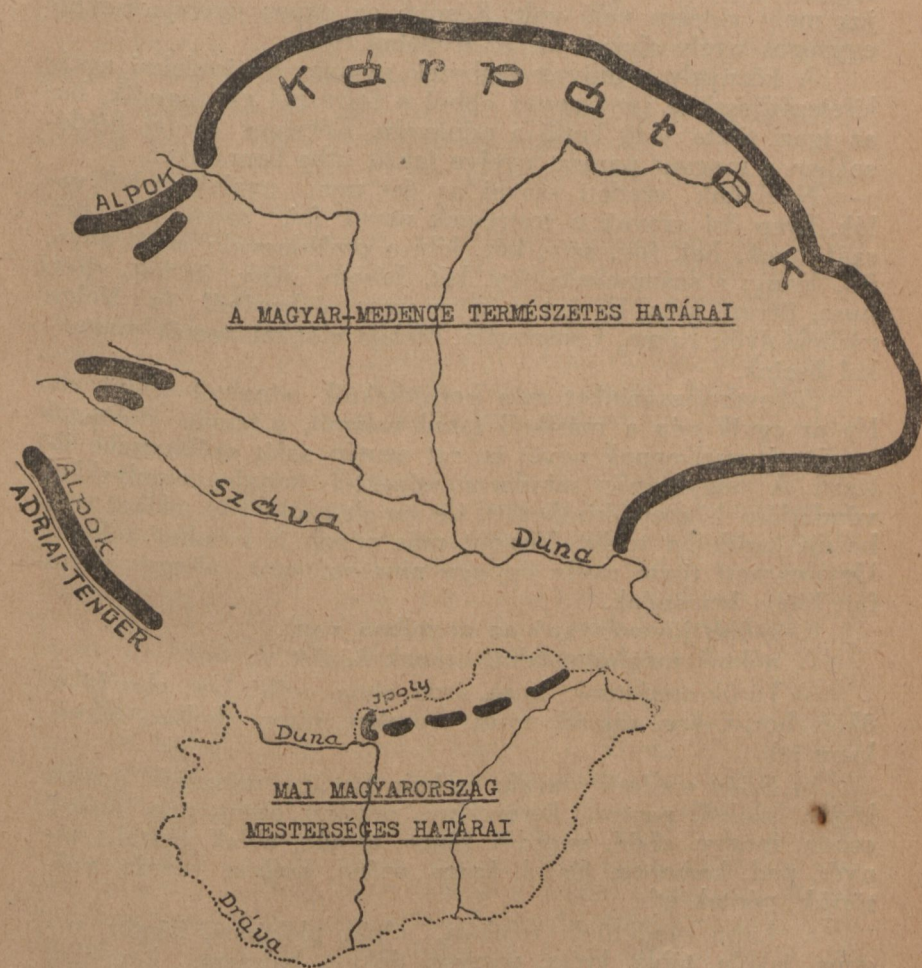 Kárpátok
ALPOK
A MAGYAR-MEDENCE TERMÉSZETES HATÁRAI
Száva
Duna
Alpok
ADRIAI-TENGER
Ipoly
Duna
MAI MAGYARORSZÁG
MESTERSÉGES HATÁRAI
Dráva